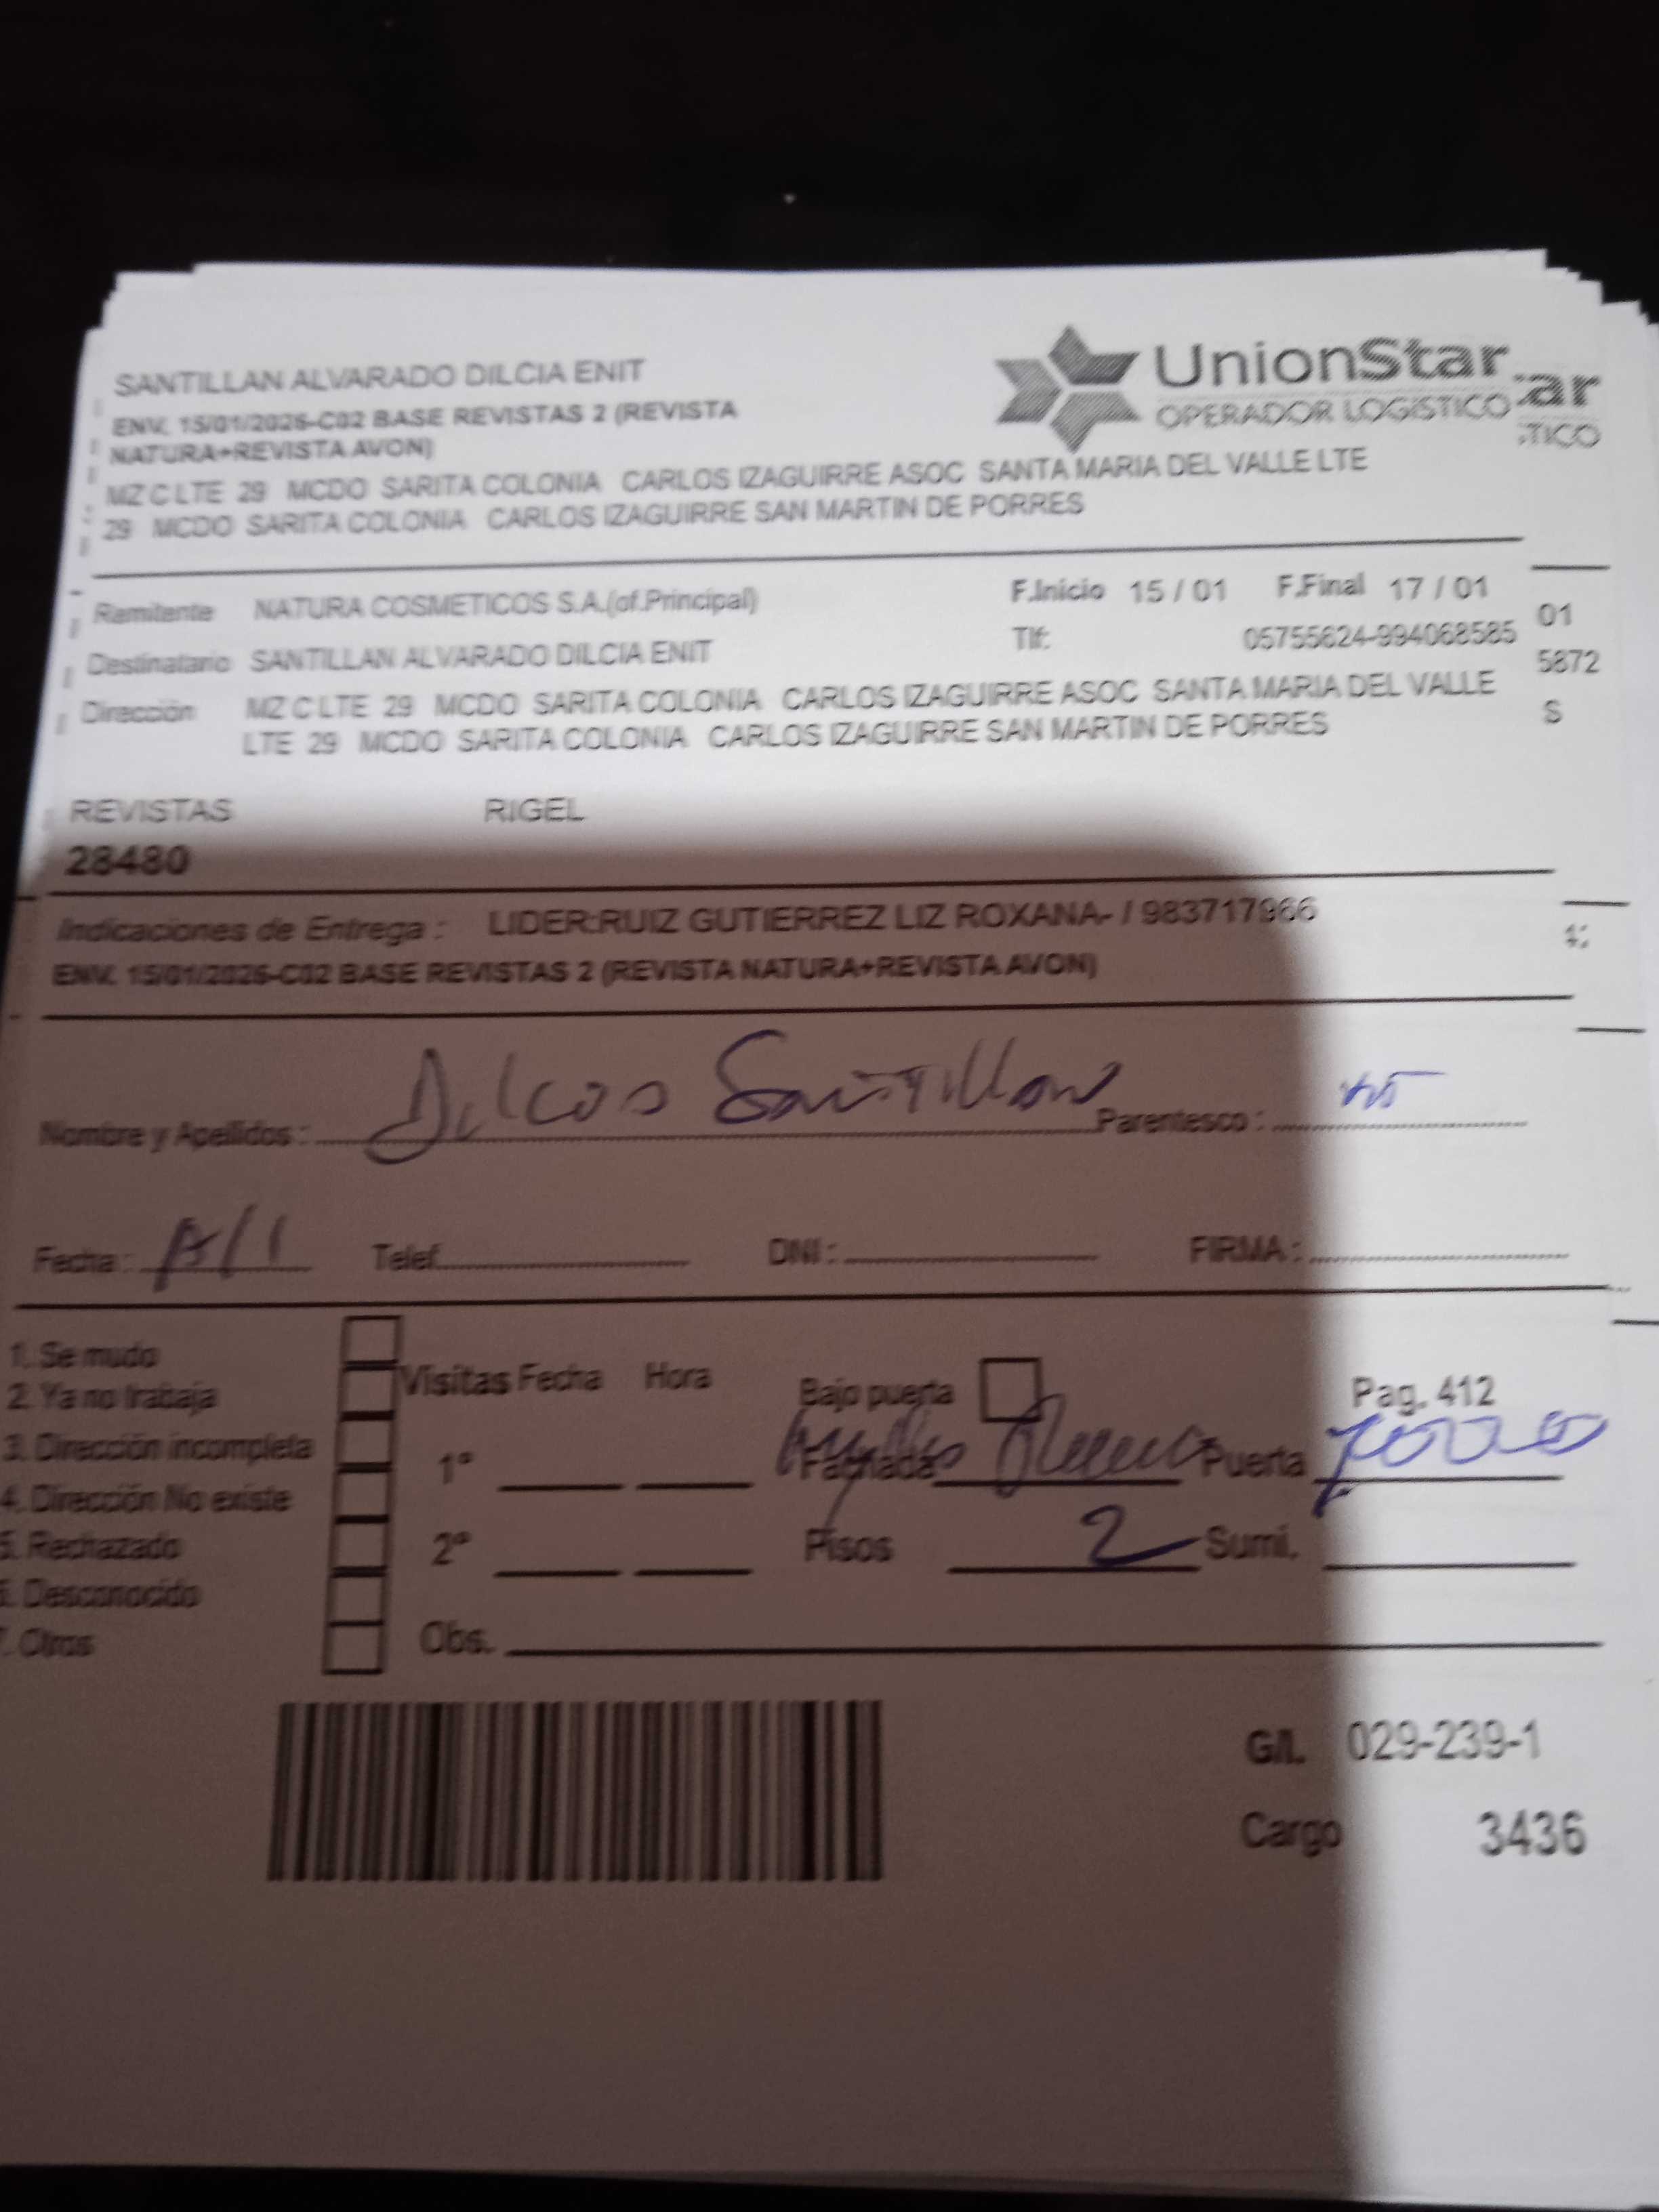 SANTILLAN ALVARADO DILCIA ENIT
ENV. 15/01/2026-C02 BASE REVISTAS 2 (REVISTA
NATURA+REVISTA AVON)
MZ C LTE 29 MCDO SARITA COLONIA CARLOS IZAGUIRRE ASOC SANTA MARIA DEL VALLE LTE
29 MCDO SARITA COLONIA CARLOS IZAGUIRRE SAN MARTIN DE PORRES
UnionStar
OPERADOR LOGÍSTICO
ar
TICO
Remitente NATURA COSMETICOS S.A.(of.Principal) F.Inicio 15 / 01 F.Final 17 / 01
01
Destinatario SANTILLAN ALVARADO DILCIA ENIT Tlf: 05755624-994068585
5872
Dirección MZ C LTE 29 MCDO SARITA COLONIA CARLOS IZAGUIRRE ASOC SANTA MARIA DEL VALLE
S
LTE 29 MCDO SARITA COLONIA CARLOS IZAGUIRRE SAN MARTIN DE PORRES
REVISTAS RIGEL
28480
Indicaciones de Entrega : LIDER:RUIZ GUTIERREZ LIZ ROXANA- / 983717966
ENV. 15/01/2026-C02 BASE REVISTAS 2 (REVISTA NATURA+REVISTA AVON)
Nombre y Apellidos : Santillan Parentesco :
Fecha : Telef. DNI : FIRMA :
1. Se mudo
2. Ya no trabaja
3. Dirección incompleta
4. Dirección No existe
5. Rechazado
6. Desconocido
7. Otros
Visitas Fecha Hora
1°
2°
Obs.
Bajo puerta Pag. 412
Fachada Puerta
Pisos 2 Sumi.
G/L. 029-239-1
Cargo 3436